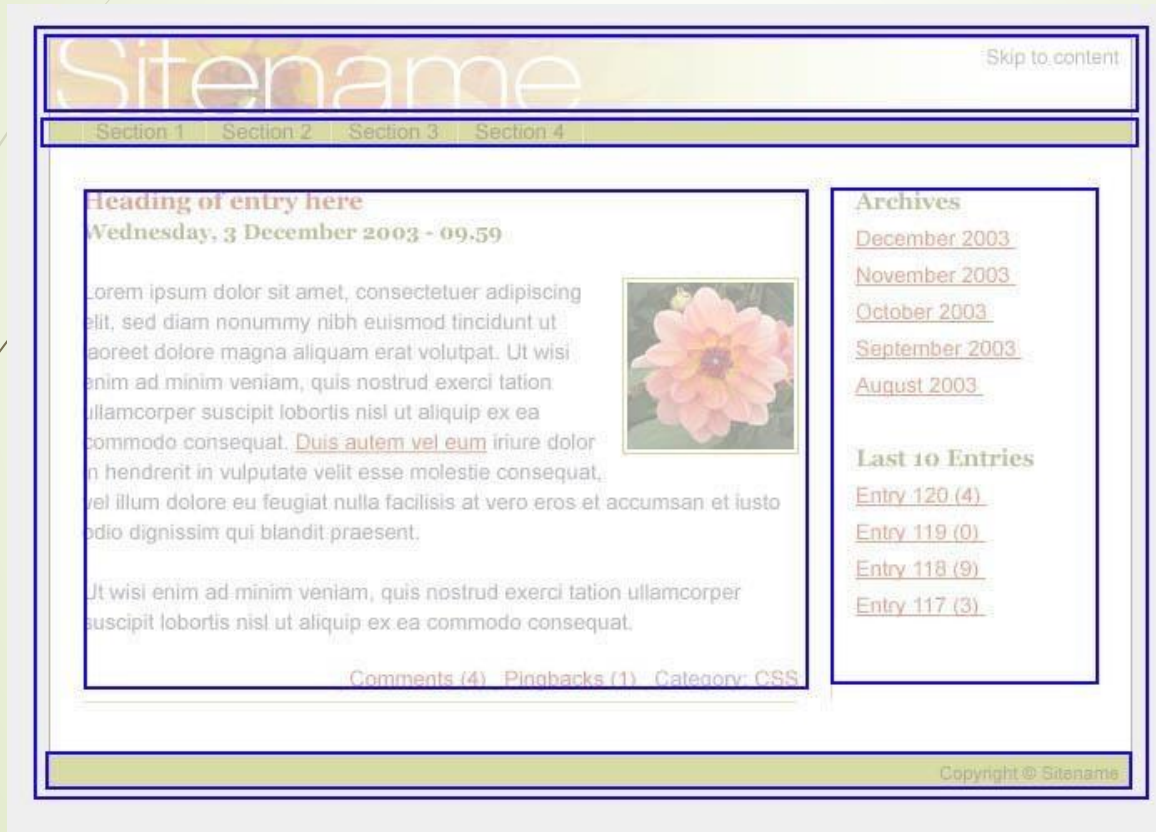 Sitename
Skip to content
Section 1 Section 2 Section 3 Section 4
Heading of entry here
Wednesday, 3 December 2003 - 09.59
Lorem ipsum dolor sit amet, consectetuer adipiscing
elit, sed diam nonummy nibh euismod tincidunt ut
laoreet dolore magna aliquam erat volutpat. Ut wisi
enim ad minim veniam, quis nostrud exerci tation
ullamcorper suscipit lobortis nisl ut aliquip ex ea
commodo consequat. Duis autem vel eum iriure dolor
in hendrerit in vulputate velit esse molestie consequat,
vel illum dolore eu feugiat nulla facilisis at vero eros et accumsan et iusto
odio dignissim qui blandit praesent.
Ut wisi enim ad minim veniam, quis nostrud exerci tation ullamcorper
suscipit lobortis nisl ut aliquip ex ea commodo consequat.
Comments (4) Pingbacks (1) Category: CSS
Archives
December 2003
November 2003
October 2003
September 2003
August 2003
Last 10 Entries
Entry 120 (4)
Entry 119 (0)
Entry 118 (9)
Entry 117 (3)
Copyright © Sitename